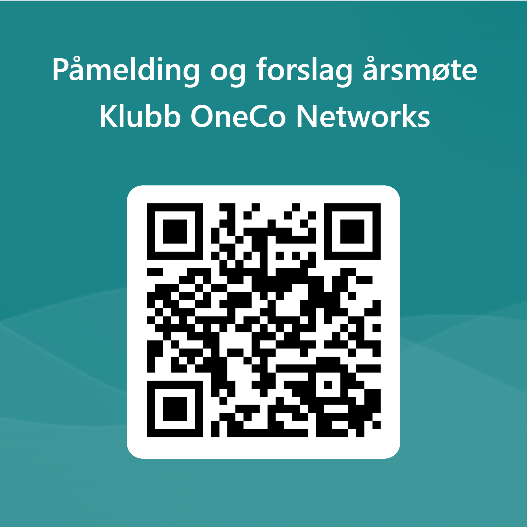 Påmelding og forslag årsmøte
Klubb OneCo Networks